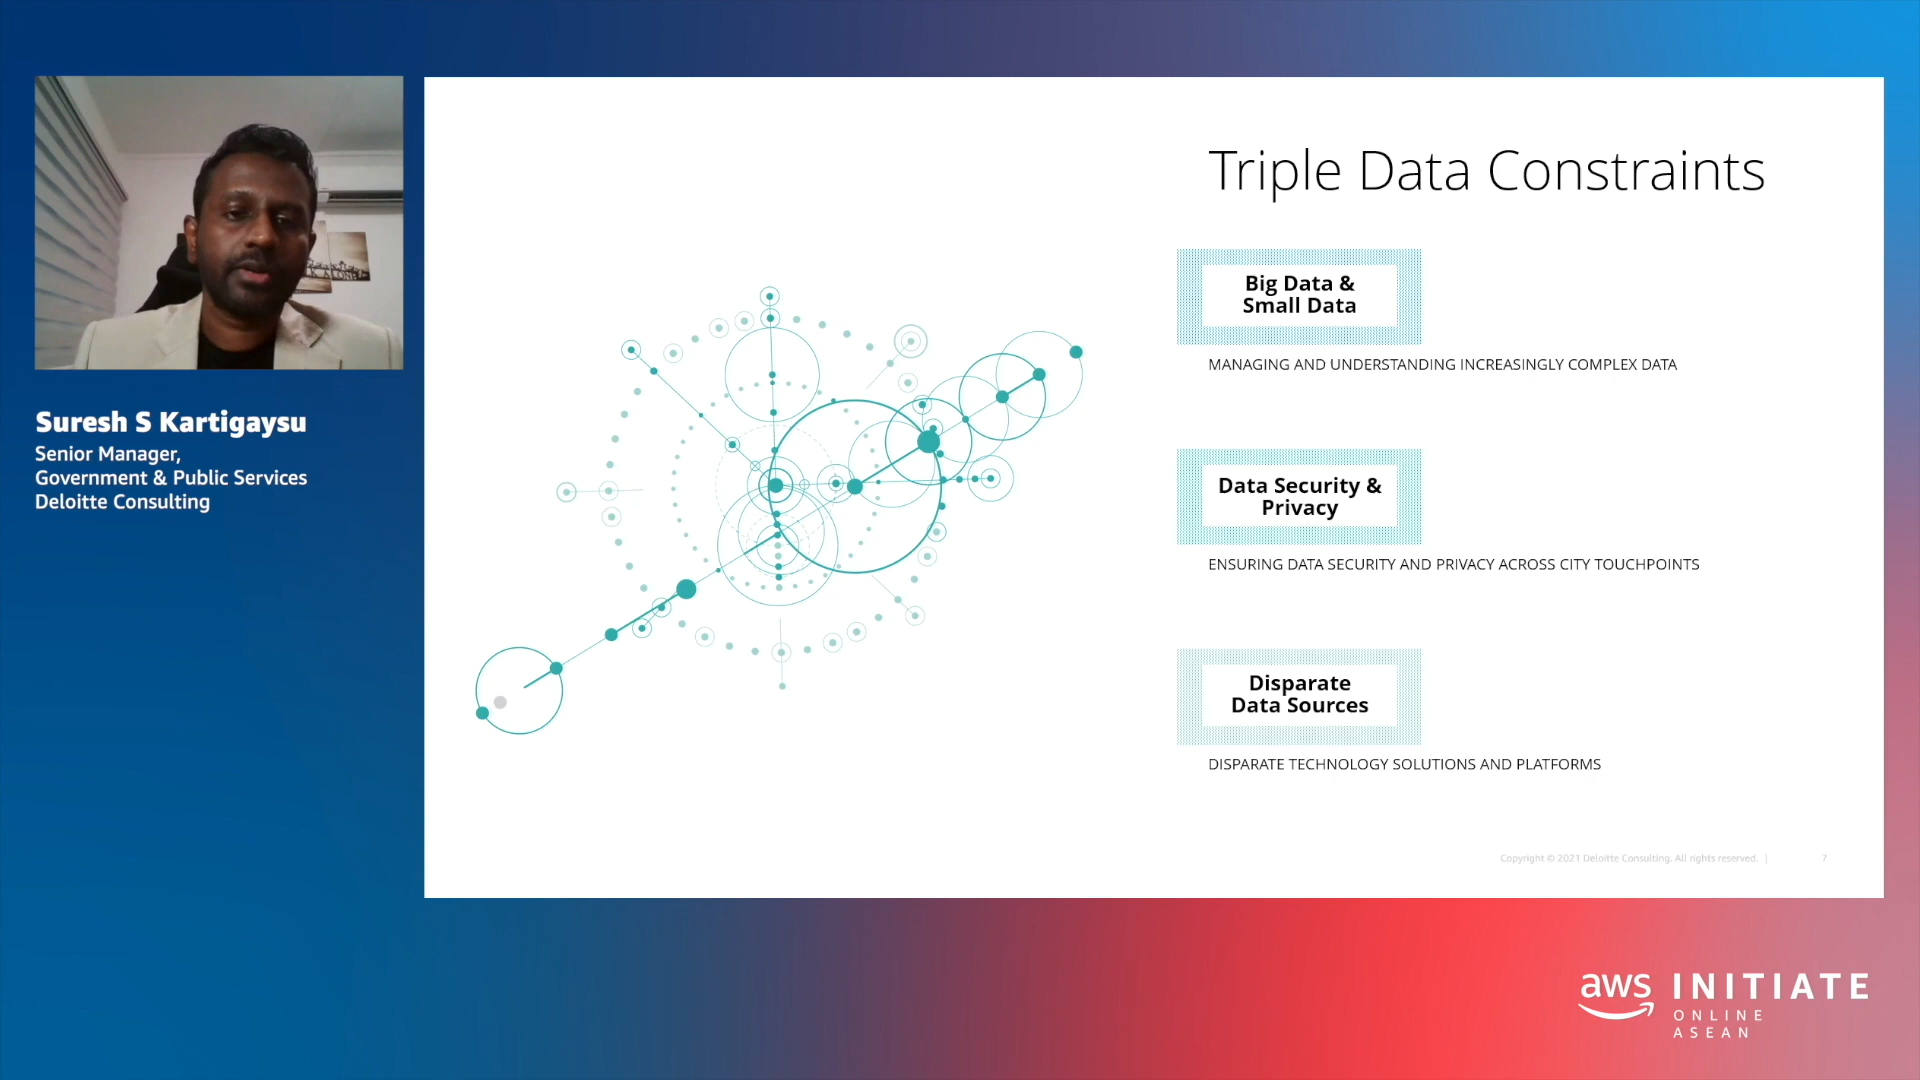 Suresh S Kartigaysu
Senior Manager,
Government & Public Services
Deloitte Consulting
Triple Data Constraints
Big Data &
Small Data
MANAGING AND UNDERSTANDING INCREASINGLY COMPLEX DATA
Data Security &
Privacy
ENSURING DATA SECURITY AND PRIVACY ACROSS CITY TOUCHPOINTS
Disparate
Data Sources
DISPARATE TECHNOLOGY SOLUTIONS AND PLATFORMS
Copyright © 2021 Deloitte Consulting. All rights reserved. |
7
aws INITIATE
ONLINE
ASEAN